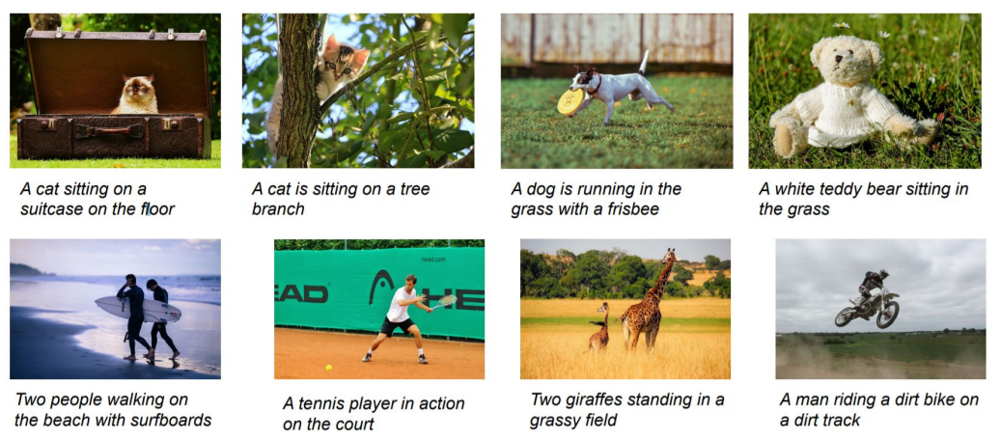 A cat sitting on a
suitcase on the floor
A cat is sitting on a tree
branch
A dog is running in the
grass with a frisbee
A white teddy bear sitting in
the grass
head.com
EAD
HE
Two people walking on
the beach with surfboards
A tennis player in action
on the court
Two giraffes standing in a
grassy field
A man riding a dirt bike on
a dirt track